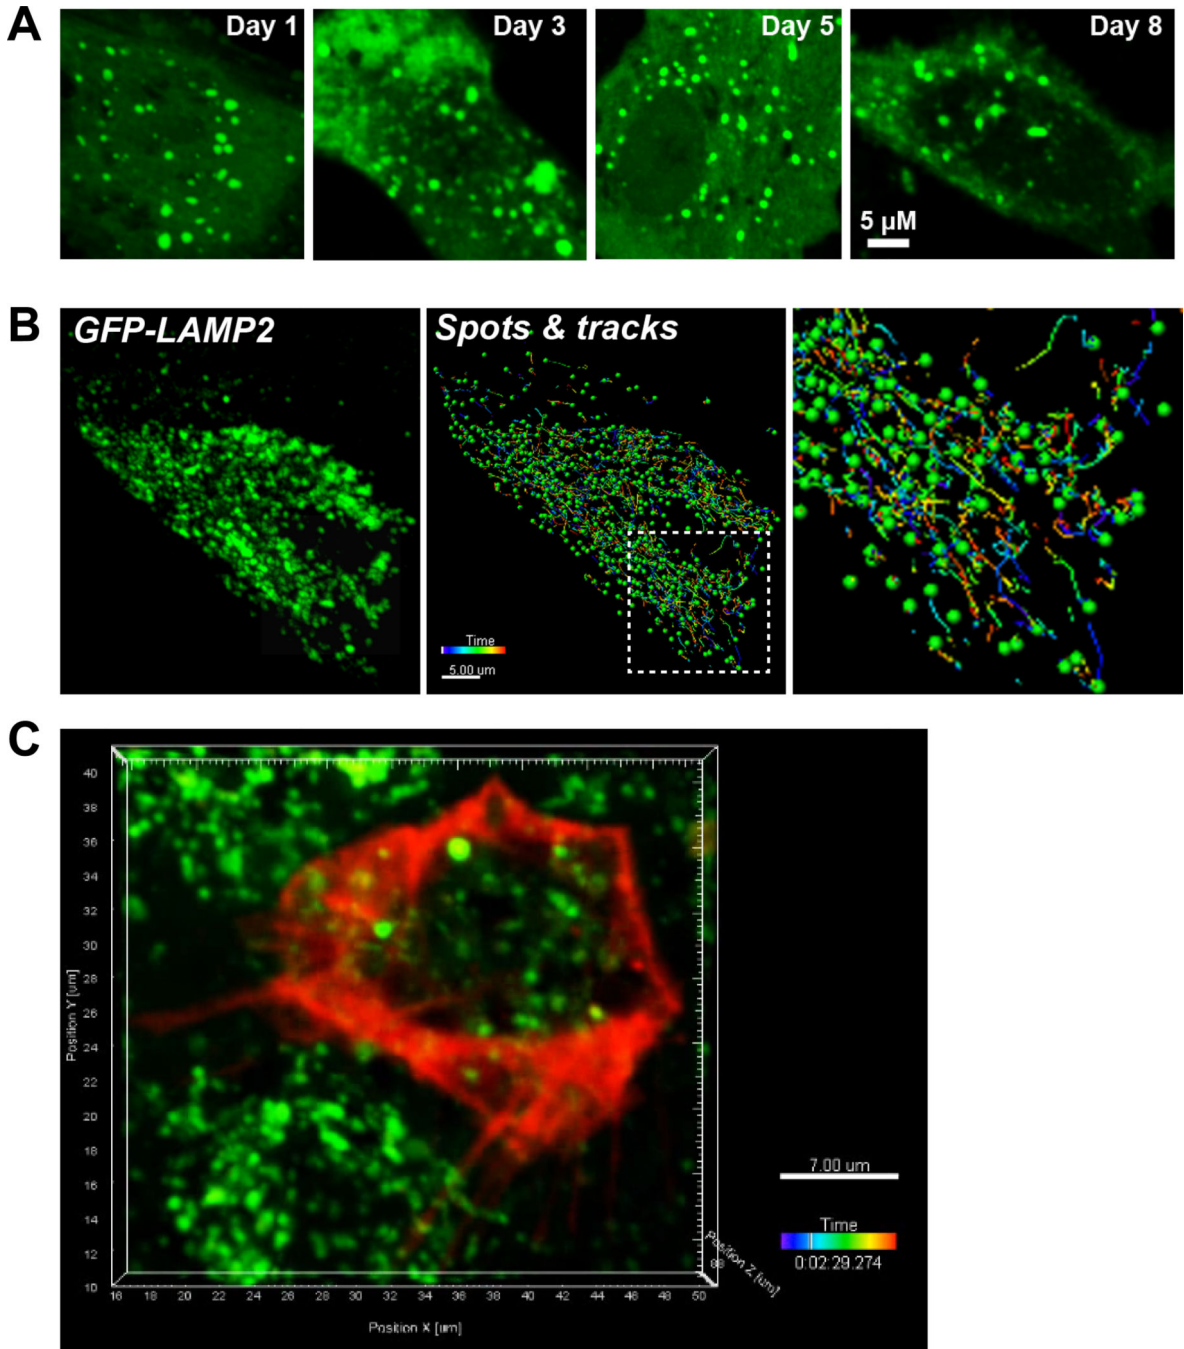 A
Day 1
Day 3
Day 5
Day 8
5 µM
B
GFP-LAMP2
Spots & tracks
Time
5.00 um
C
40
38
36
34
32
30
28
26
24
22
20
18
16
14
12
10
Position Y [um]
16 18 20 22 24 26 28 30 32 34 36 38 40 42 44 46 48 50
Position X [um]
Position Z [um]
7.00 um
Time
0:02:29.274